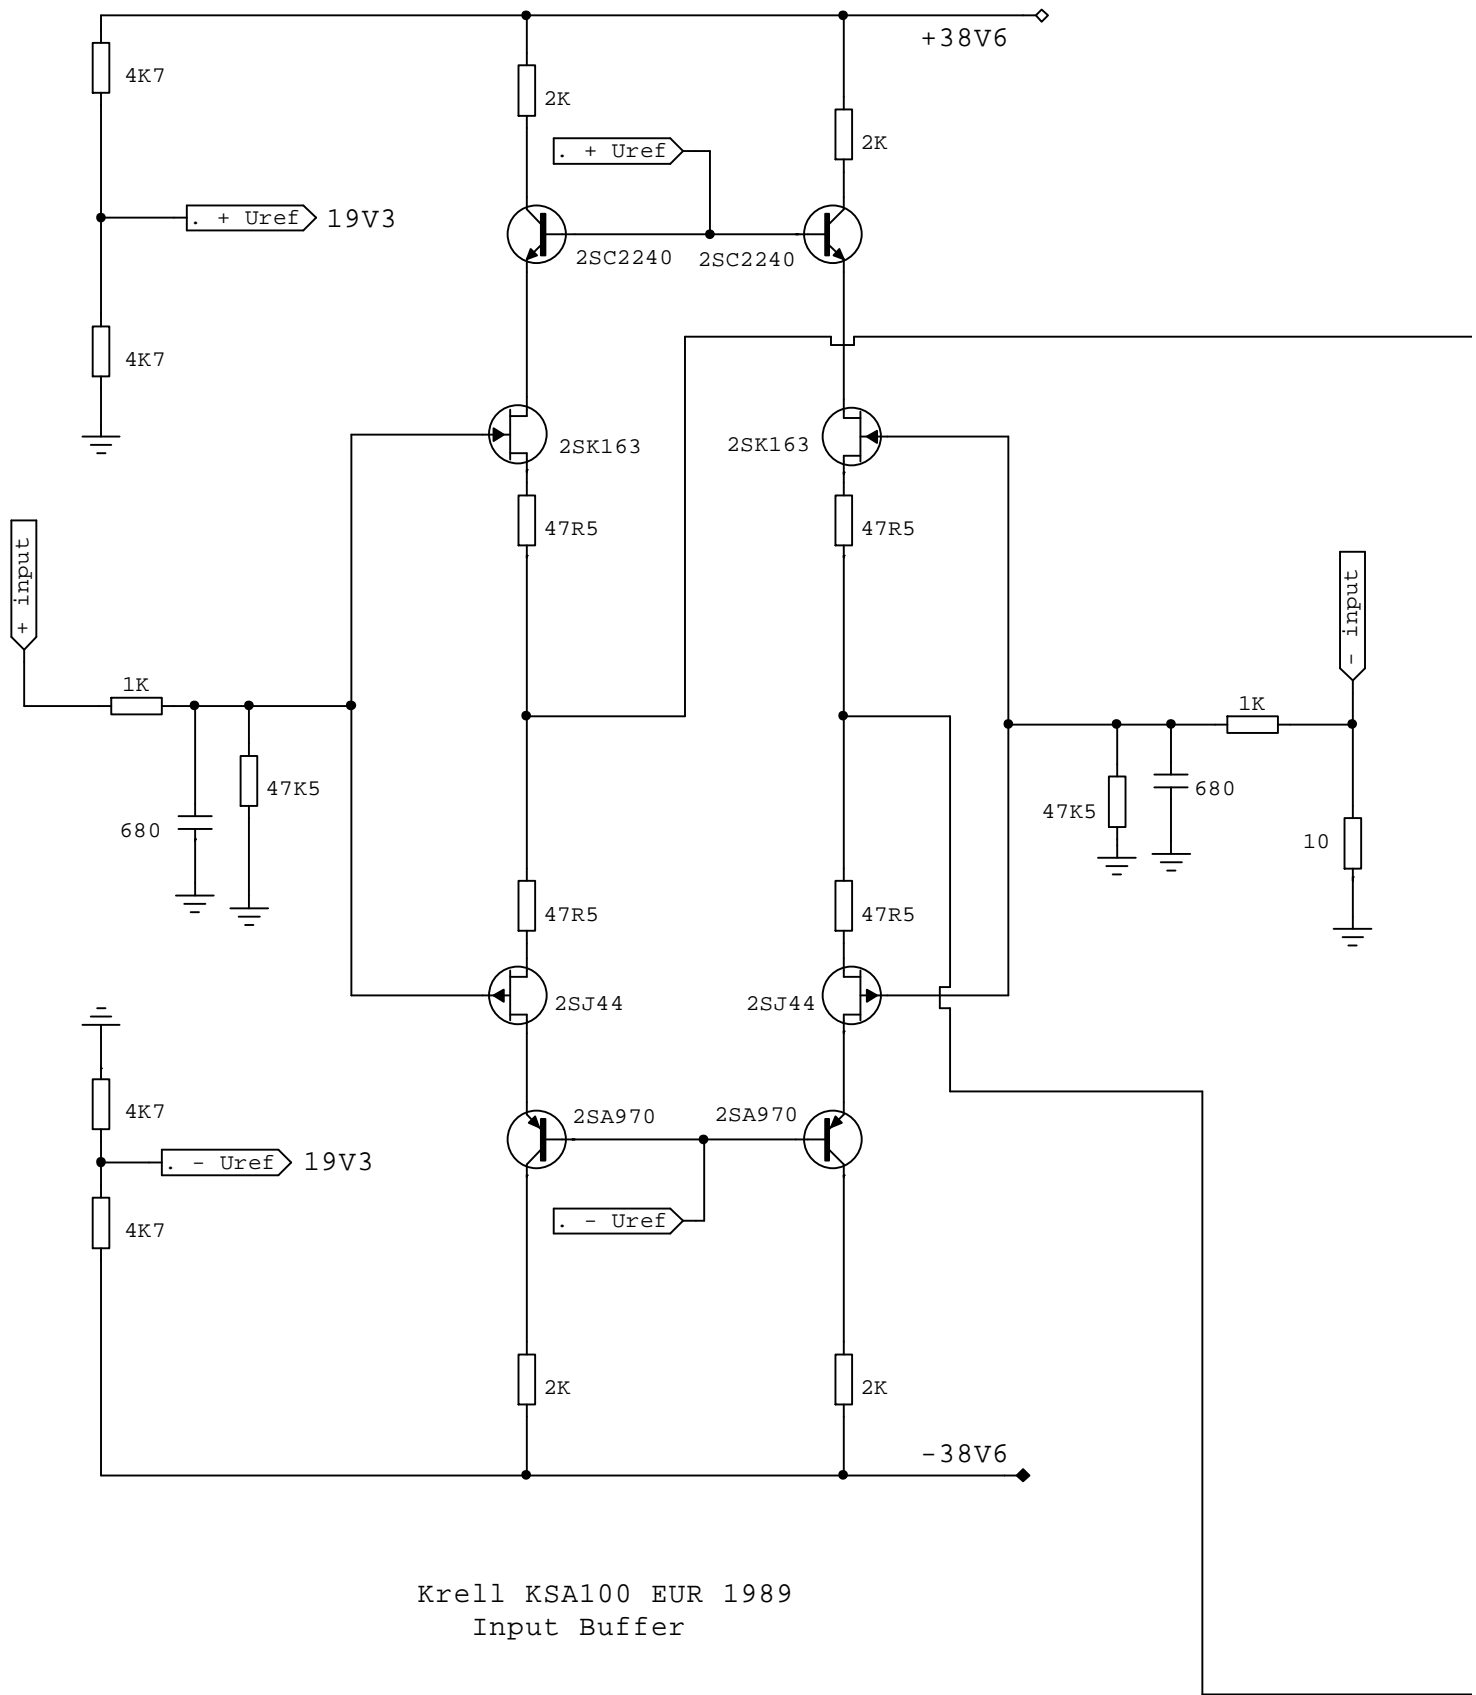 +38V6
4K7
2K
. + Uref
2K
. + Uref
19V3
2SC2240
2SC2240
4K7
2SK163
2SK163
47R5
47R5
+ input
- input
1K
1K
47K5
680
680
47K5
10
47R5
47R5
2SJ44
2SJ44
4K7
2SA970
2SA970
. - Uref
19V3
. - Uref
4K7
2K
2K
-38V6
Krell KSA100 EUR 1989
Input Buffer